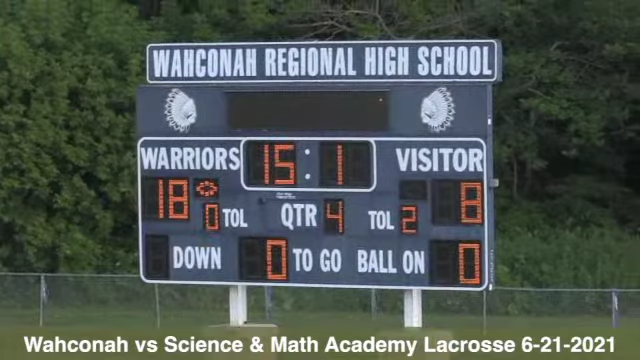 WAHCONAH REGIONAL HIGH SCHOOL
WARRIORS 15:1 VISITOR
18 0 TOL QTR 4 TOL 2 8
DOWN 0 TO GO BALL ON 0
Wahconah vs Science & Math Academy Lacrosse 6-21-2021